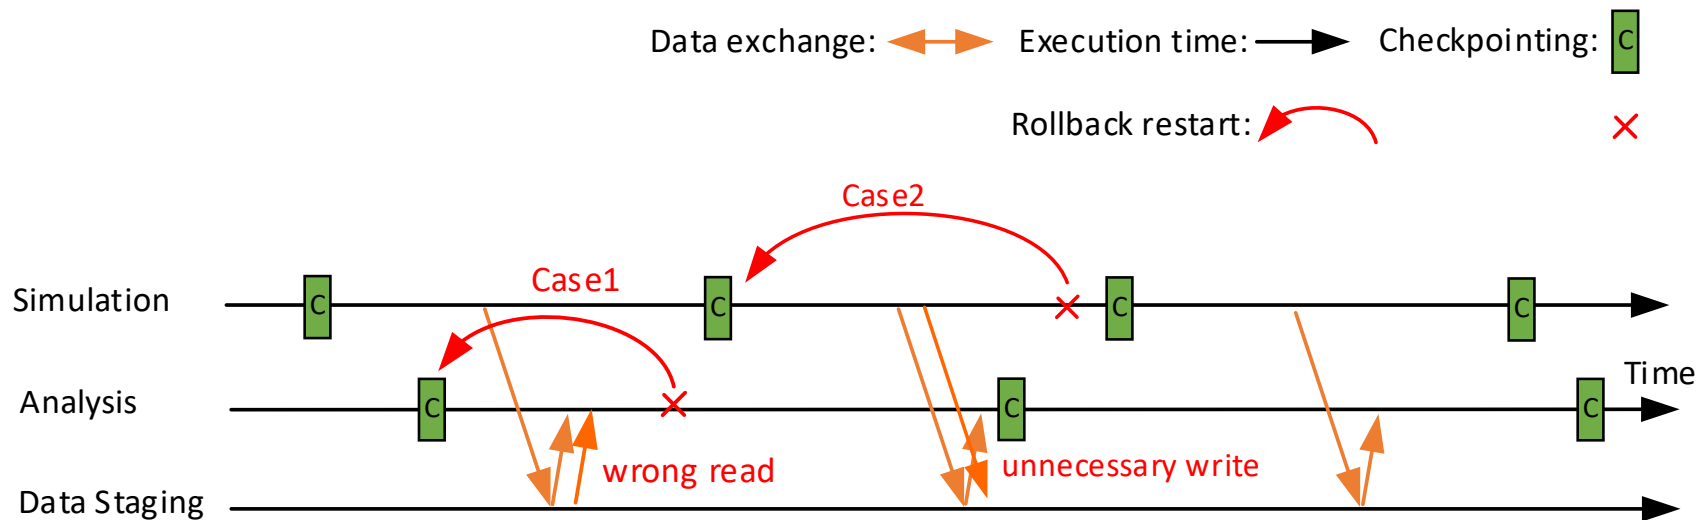 Data exchange: Execution time: Checkpointing: C
Rollback restart:
Case2
Case1
Simulation C C C C
Time
Analysis C C C
wrong read unnecessary write
Data Staging